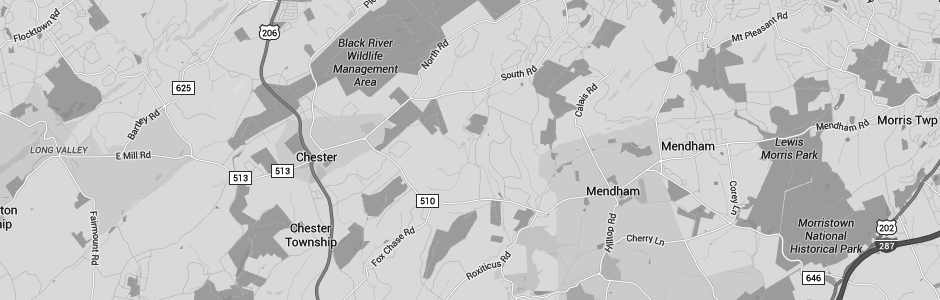 Flocktown Rd
206
Pl
Black River
Wildlife
Management
Area
North Rd
Mt Pleasant Rd
South Rd
625
Calais Rd
Bartley Rd
Mendham Rd
Morris Twp
LONG VALLEY
E Mill Rd
Chester
Mendham
Lewis
Morris Park
513
513
Mendham
510
Corey Ln
ton
ip
Fairmount Rd
Chester
Township
Fox Chase Rd
Hilltop Rd
Cherry Ln
Morristown
National
Historical Park
202
287
Roxiticus Rd
646